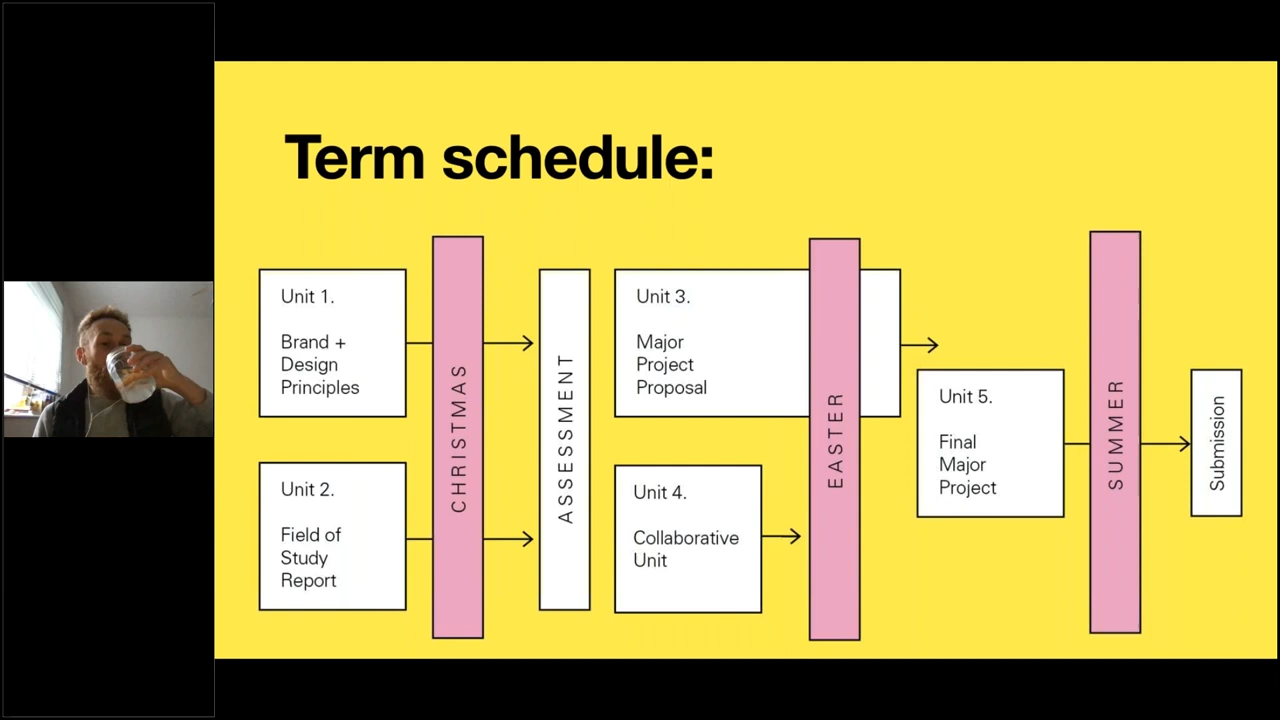 Term schedule:
Unit 1.
Brand +
Design
Principles
Unit 2.
Field of
Study
Report
CHRISTMAS
ASSESSMENT
Unit 3.
Major
Project
Proposal
Unit 4.
Collaborative
Unit
EASTER
Unit 5.
Final
Major
Project
SUMMER
Submission